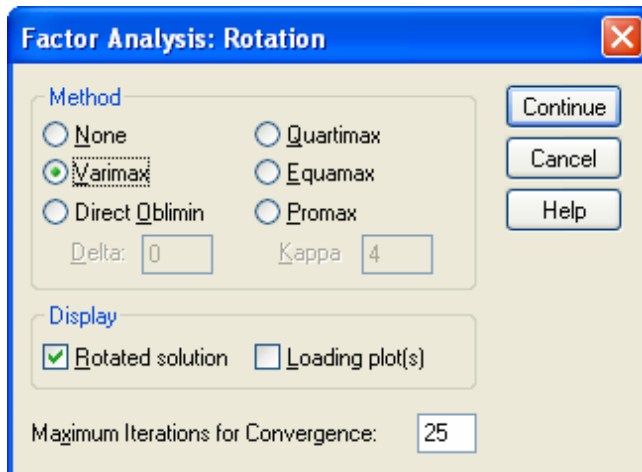 Factor Analysis: Rotation
Method
None
Quartimax
Varimax
Equamax
Direct Oblimin
Promax
Delta: 0
Kappa 4
Continue
Cancel
Help
Display
Rotated solution
Loading plot(s)
Maximum Iterations for Convergence: 25